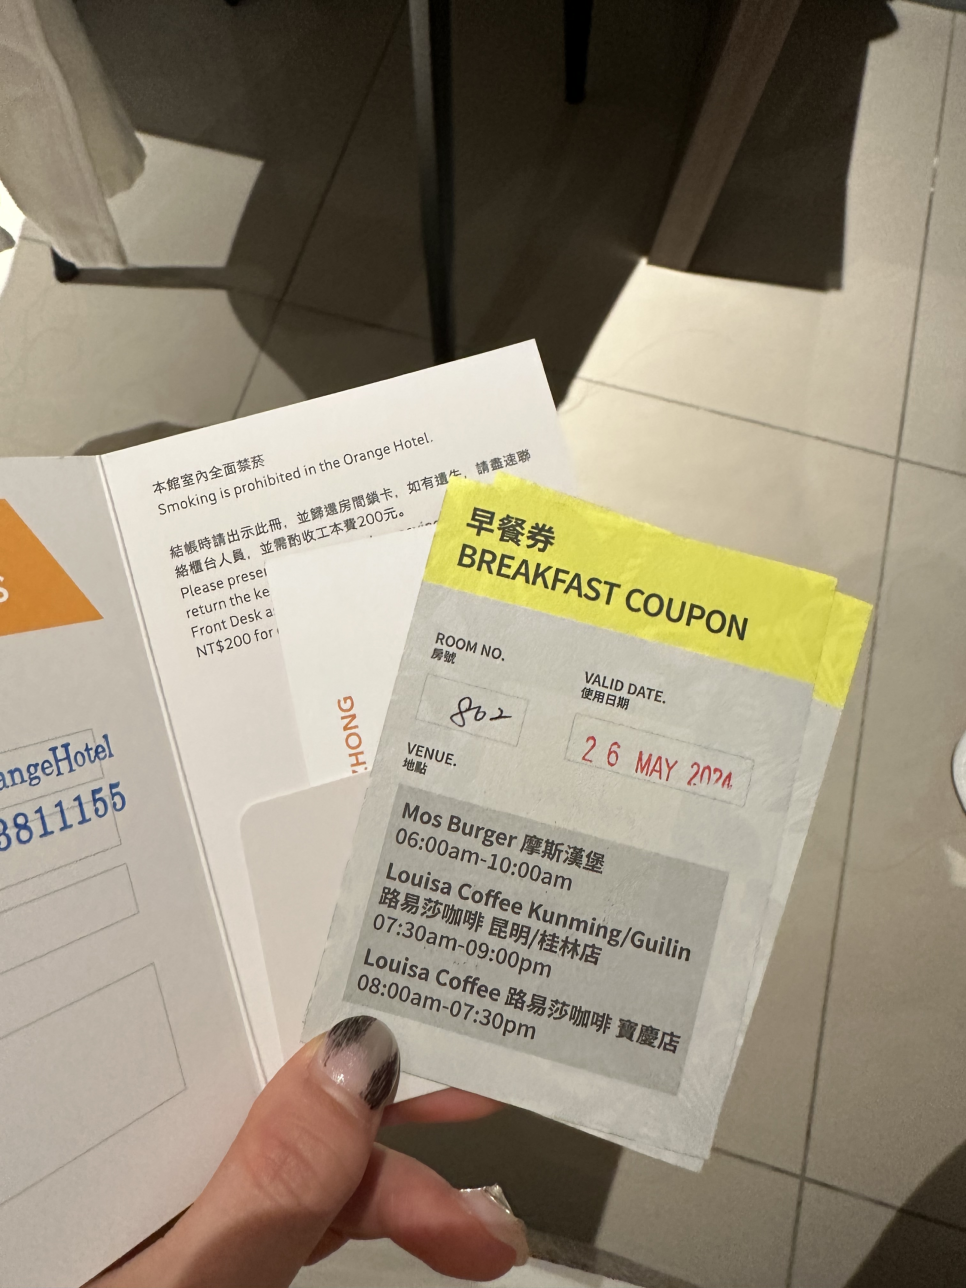 S
angeHotel
3811155
本館室內全面禁菸
Smoking is prohibited in the Orange Hotel.
結帳時請出示此冊，並歸還房間鎖卡，如有遺失，請盡速聯
絡櫃台人員，並需酌收工本費200元。
Please
return the
Front Desk
NT$200 for
早餐券
BREAKFAST COUPON
ROOM NO.
房號
802
VALID DATE.
使用日期
26 MAY 2024
VENUE.
地點
Mos Burger 摩斯漢堡
06:00am-10:00am
Louisa Coffee Kunming/Guilin
路易莎咖啡 昆明/桂林店
07:30am-09:00pm
Louisa Coffee 路易莎咖啡 寶慶店
08:00am-07:30pm